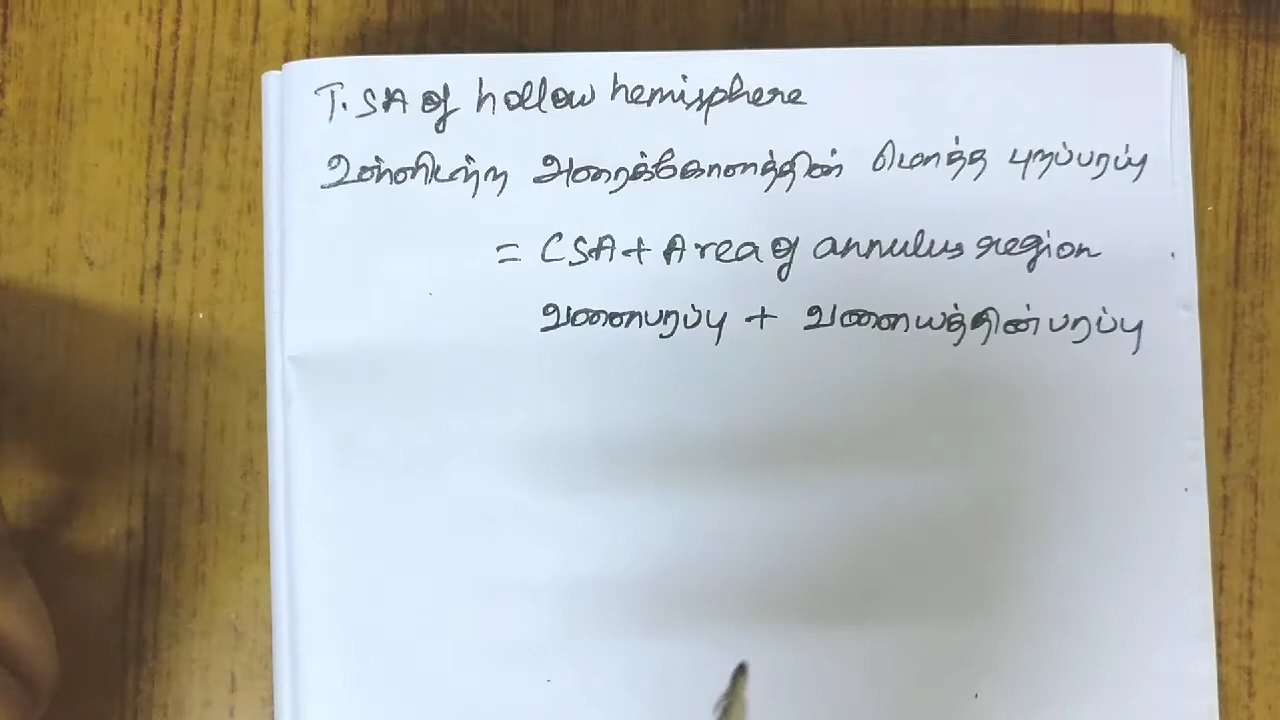 T.SA of hollow hemisphere
உள்ளீடற்ற அரைக்கோளத்தின் மொத்த புறப்பரப்பு
= CSA + Area of annulus region
வளைபரப்பு + வளையத்தின் பரப்பு